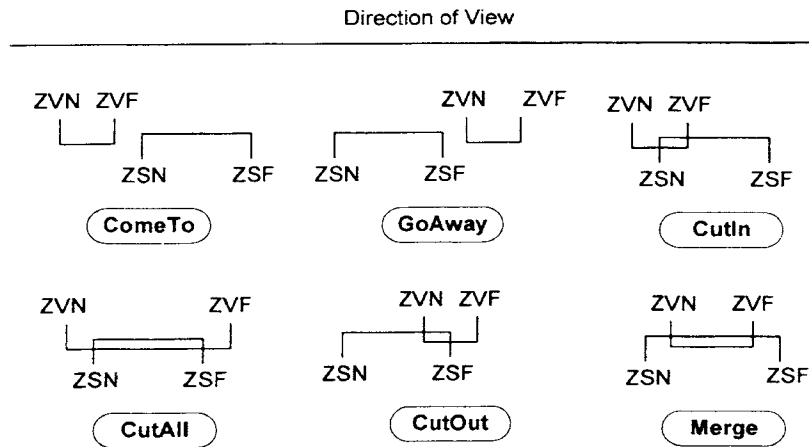 Direction of View
ZVN ZVF ZVN ZVF ZVN ZVF
ZSN ZSF ZSN ZSF ZSN ZSF
ComeTo GoAway CutIn
ZVN ZVF ZVN ZVF ZVN ZVF
ZSN ZSF ZSN ZSF ZSN ZSF
CutAll CutOut Merge